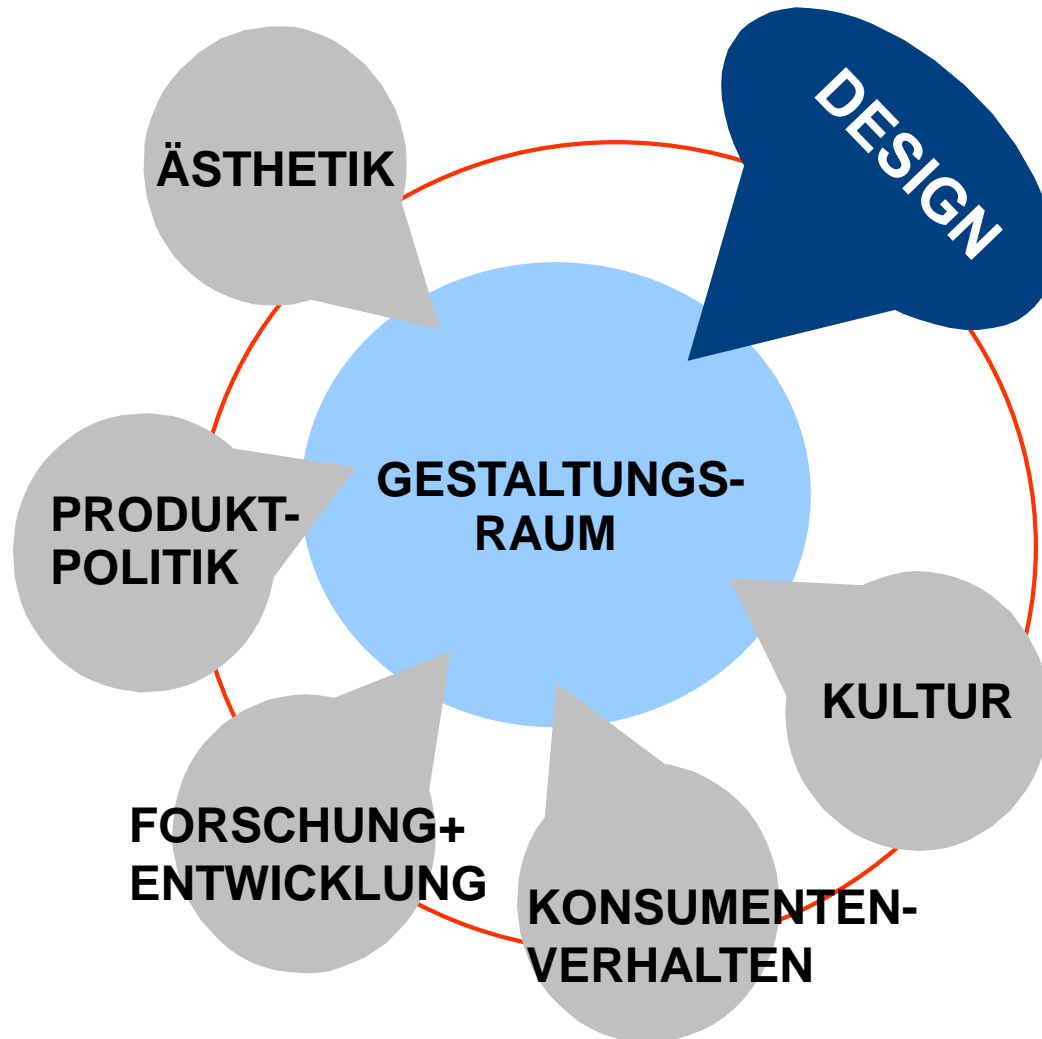 DESIGN
ÄSTHETIK
GESTALTUNGS-
RAUM
PRODUKT-
POLITIK
KULTUR
FORSCHUNG+
ENTWICKLUNG
KONSUMENTEN-
VERHALTEN